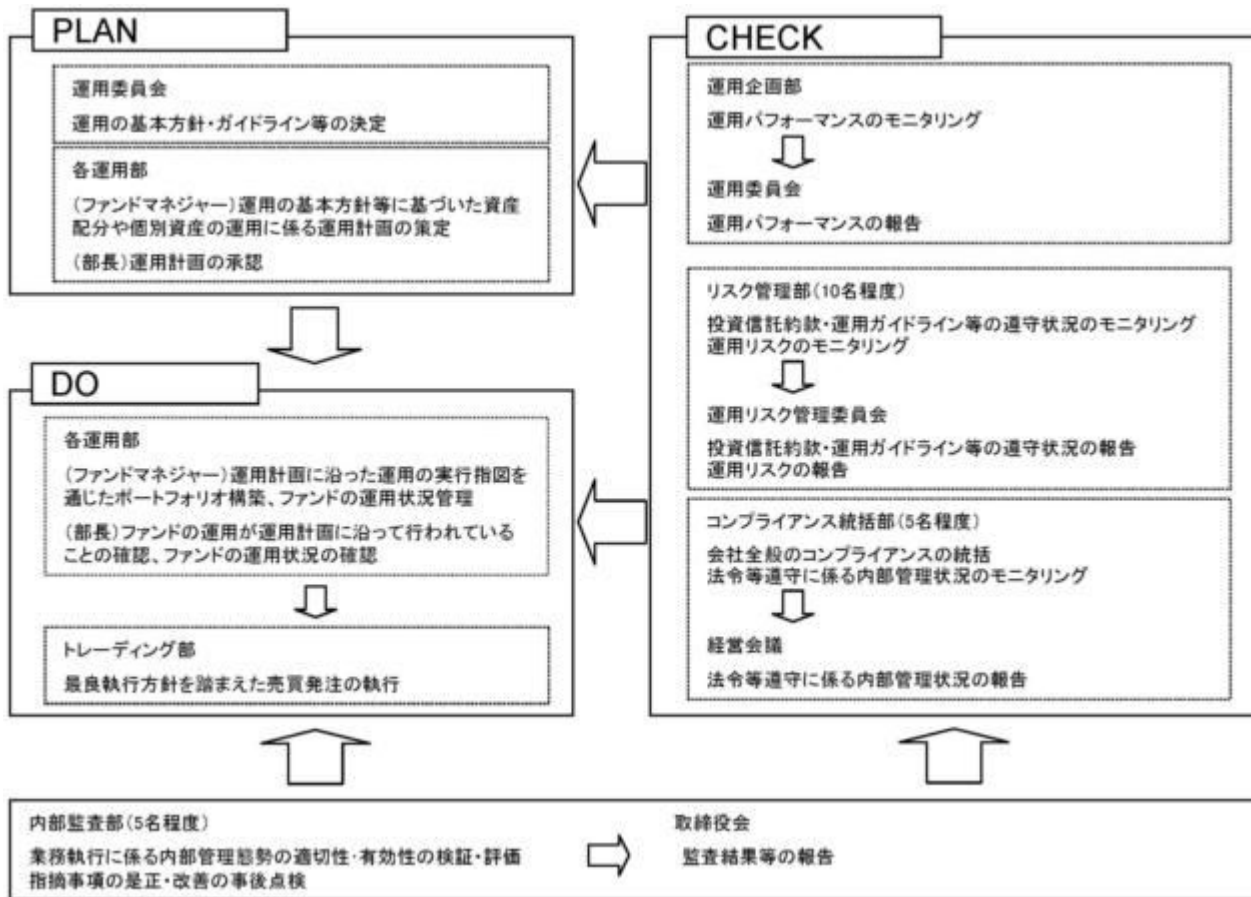 PLAN
運用委員会
運用の基本方針・ガイドライン等の決定
各運用部
(ファンドマネジャー)運用の基本方針等に基づいた資産
配分や個別資産の運用に係る運用計画の策定
(部長)運用計画の承認
DO
各運用部
(ファンドマネジャー)運用計画に沿った運用の実行指図を
通じたポートフォリオ構築、ファンドの運用状況管理
(部長)ファンドの運用が運用計画に沿って行われている
ことの確認、ファンドの運用状況の確認
トレーディング部
最良執行方針を踏まえた売買発注の執行
CHECK
運用企画部
運用パフォーマンスのモニタリング
運用委員会
運用パフォーマンスの報告
リスク管理部(10名程度)
投資信託約款・運用ガイドライン等の遵守状況のモニタリング
運用リスクのモニタリング
運用リスク管理委員会
投資信託約款・運用ガイドライン等の遵守状況の報告
運用リスクの報告
コンプライアンス統括部(5名程度)
会社全般のコンプライアンスの統括
法令等遵守に係る内部管理状況のモニタリング
経営会議
法令等遵守に係る内部管理状況の報告
内部監査部(5名程度)
業務執行に係る内部管理態勢の適切性・有効性の検証・評価
指摘事項の是正・改善の事後点検
取締役会
監査結果等の報告